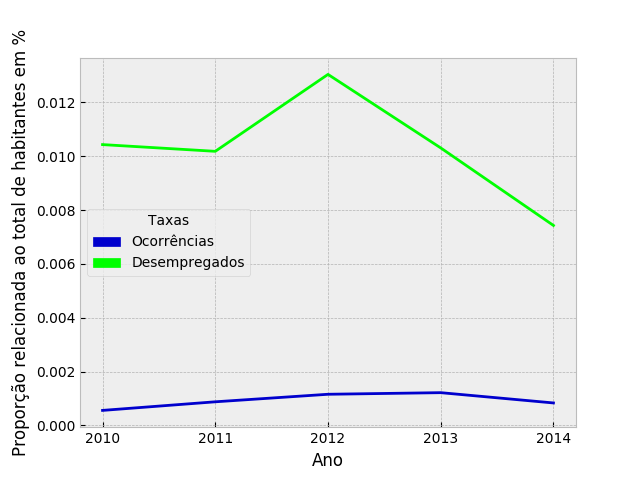 Proporção relacionada ao total de habitantes em %
0.012
0.010
0.008
0.006
0.004
0.002
0.000
Taxas
Ocorrências
Desempregados
2010 2011 2012 2013 2014
Ano